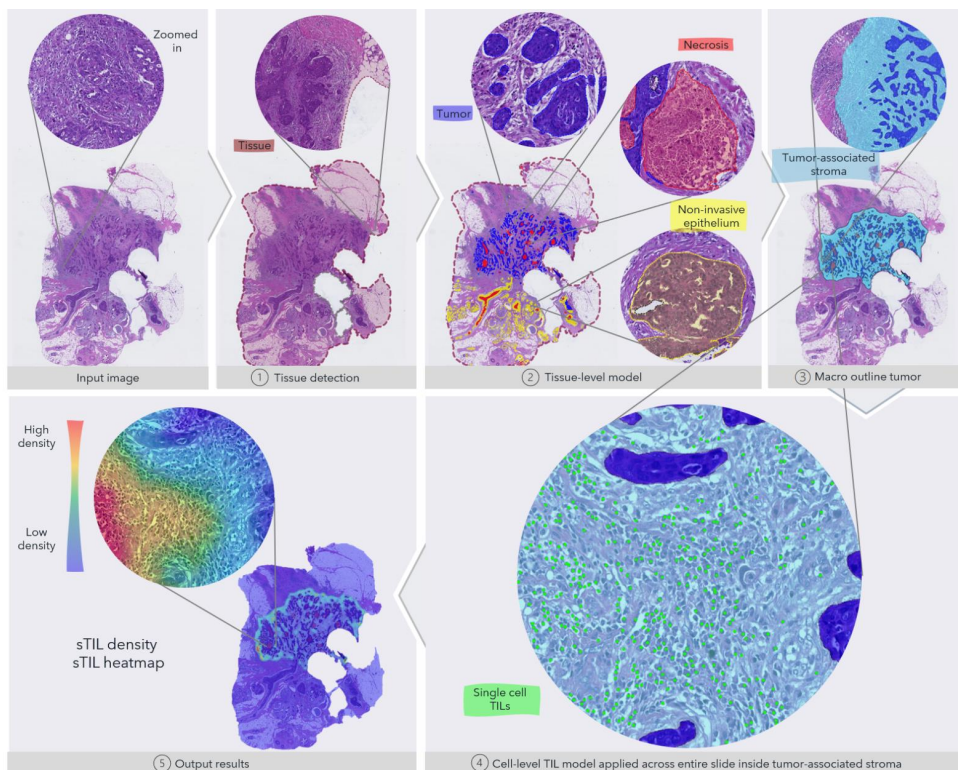 Zoomed
in
Input image
Tissue
1 Tissue detection
Tumor
Necrosis
Non-invasive
epithelium
2 Tissue-level model
Tumor-associated
stroma
3 Macro outline tumor
High
density
Low
density
sTIL density
sTIL heatmap
5 Output results
Single cell
TILs
4 Cell-level TIL model applied across entire slide inside tumor-associated stroma